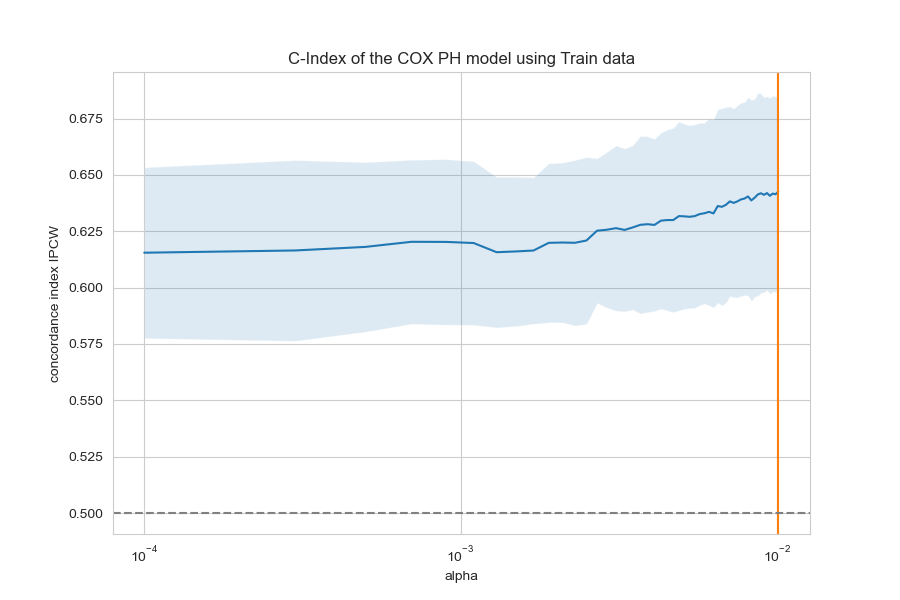 C-Index of the COX PH model using Train data
concordance index IPCW
0.675
0.650
0.625
0.600
0.575
0.550
0.525
0.500
10⁻⁴ 10⁻³ 10⁻²
alpha